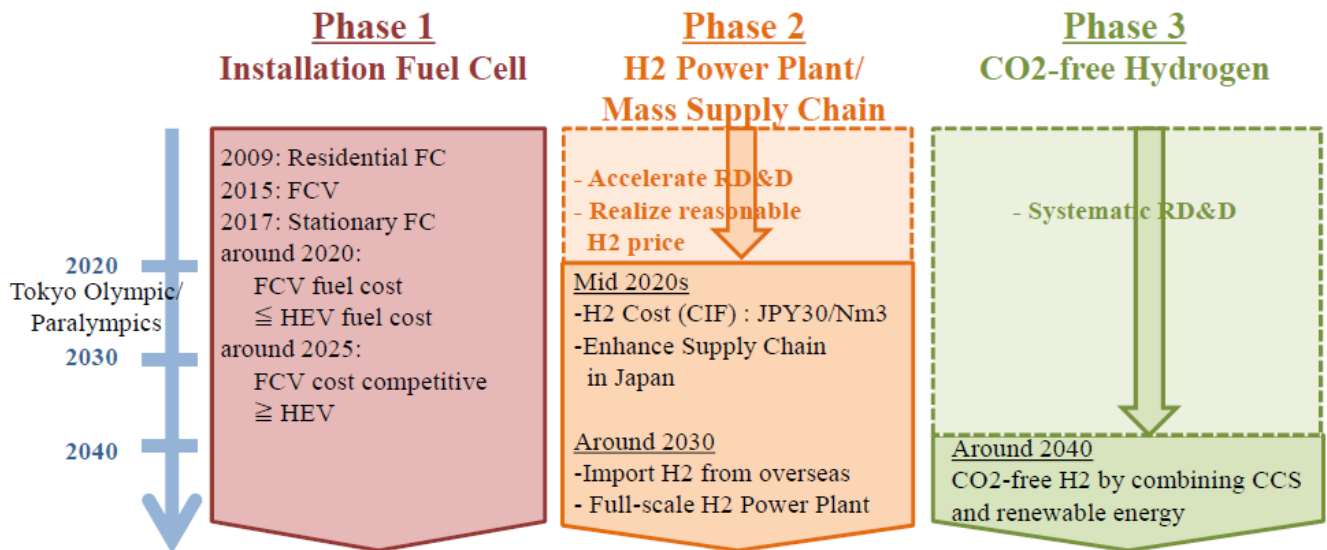 Phase 1
Installation Fuel Cell
Phase 2
H2 Power Plant/
Mass Supply Chain
Phase 3
CO2-free Hydrogen
2020
Tokyo Olympic/
Paralympics
2030
2040
2009: Residential FC
2015: FCV
2017: Stationary FC
around 2020:
FCV fuel cost
≦ HEV fuel cost
around 2025:
FCV cost competitive
≧ HEV
- Accelerate RD&D
- Realize reasonable
H2 price
Mid 2020s
-H2 Cost (CIF) : JPY30/Nm3
-Enhance Supply Chain
in Japan
Around 2030
-Import H2 from overseas
- Full-scale H2 Power Plant
- Systematic RD&D
Around 2040
CO2-free H2 by combining CCS
and renewable energy